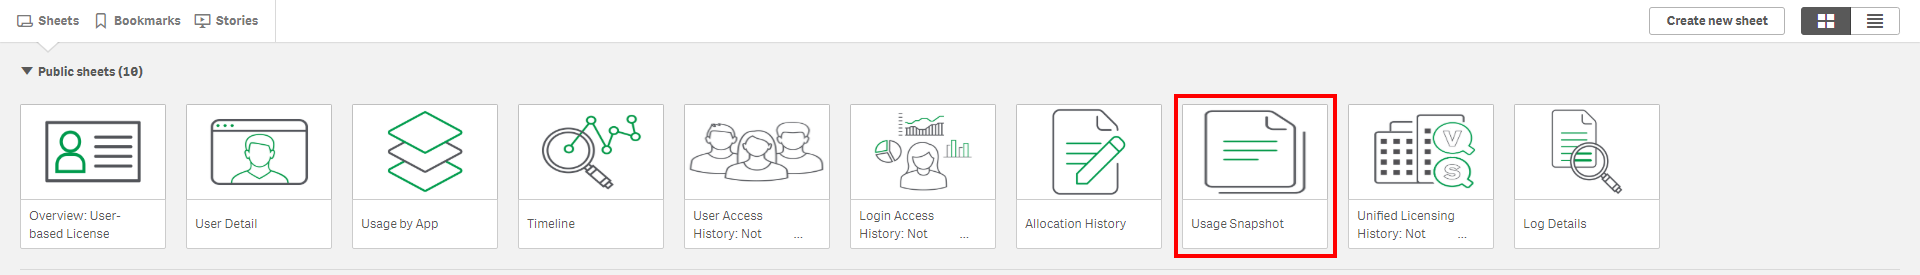 Sheets Bookmarks Stories Create new sheet
Public sheets (10)
V
S
Overview: User-
based License
User Detail
Usage by App
Timeline
User Access
History: Not ...
Login Access
History: Not ...
Allocation History
Usage Snapshot
Unified Licensing
History: Not ...
Log Details